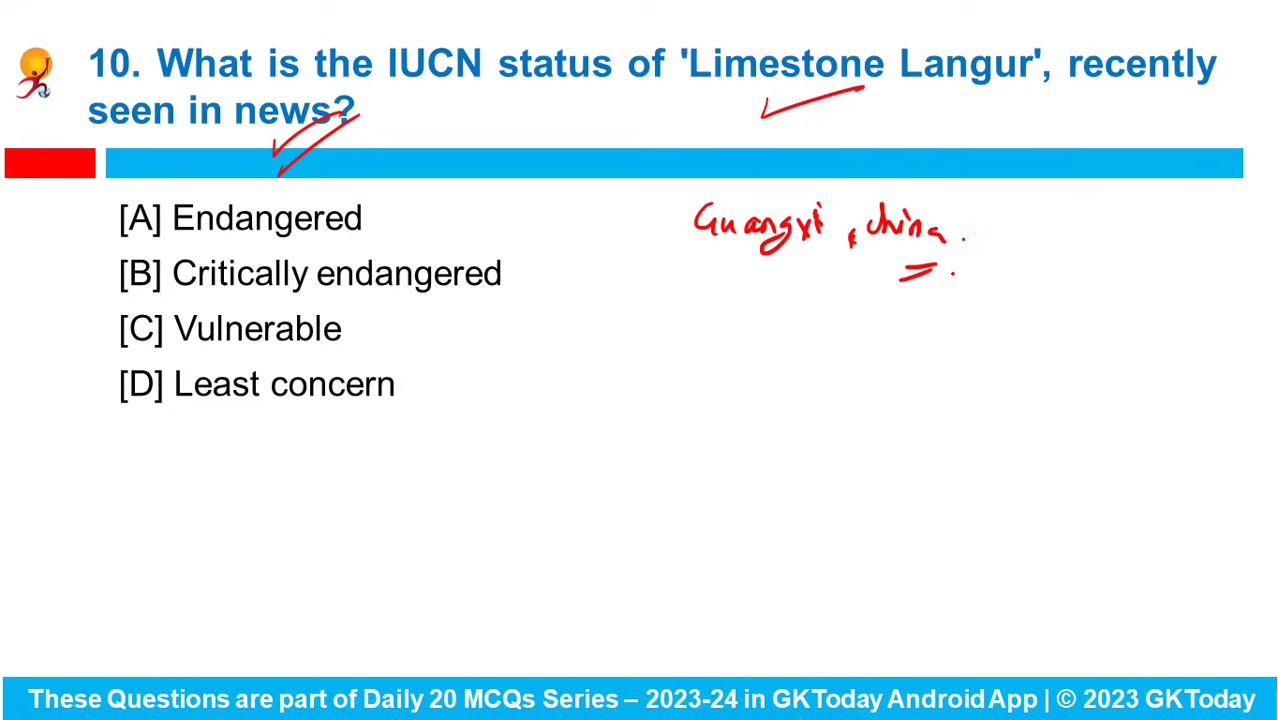 10. What is the IUCN status of 'Limestone Langur', recently
seen in news?
[A] Endangered
Guangxi, china.
[B] Critically endangered
[C] Vulnerable
[D] Least concern
These Questions are part of Daily 20 MCQs Series – 2023-24 in GKToday Android App | © 2023 GKToday